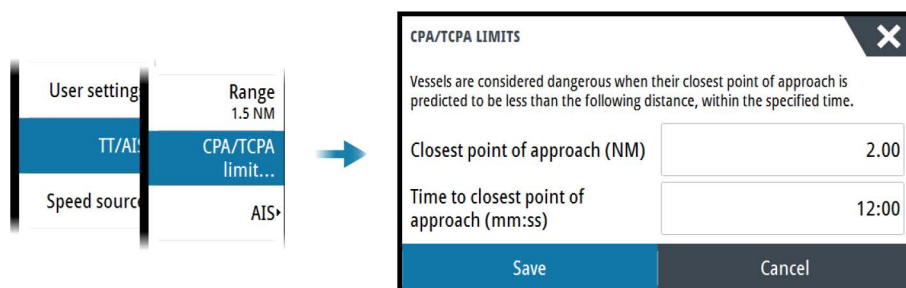 User setting
TT/AIS
Speed source
Range
1.5 NM
CPA/TCPA
limit...
AIS
CPA/TCPA LIMITS
Vessels are considered dangerous when their closest point of approach is
predicted to be less than the following distance, within the specified time.
Closest point of approach (NM)
2.00
Time to closest point of
approach (mm:ss)
12:00
Save
Cancel